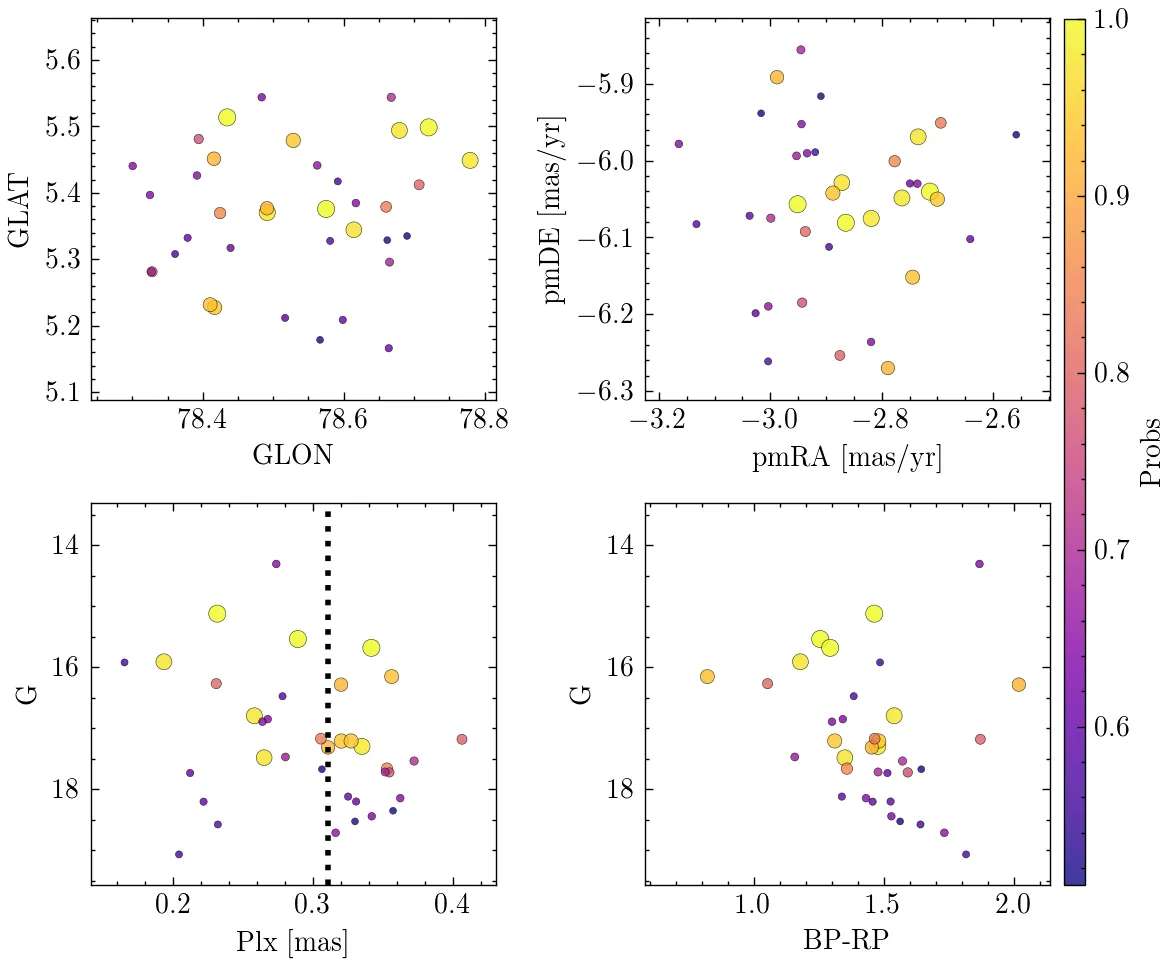 5.6
5.5
5.4
5.3
5.2
5.1
GLAT
78.4 78.6 78.8
GLON
−5.9
−6.0
−6.1
−6.2
−6.3
pmDE [mas/yr]
−3.2 −3.0 −2.8 −2.6
pmRA [mas/yr]
1.0
0.9
0.8
0.7
0.6
Probs
14
16
18
G
0.2 0.3 0.4
Plx [mas]
14
16
18
G
1.0 1.5 2.0
BP-RP